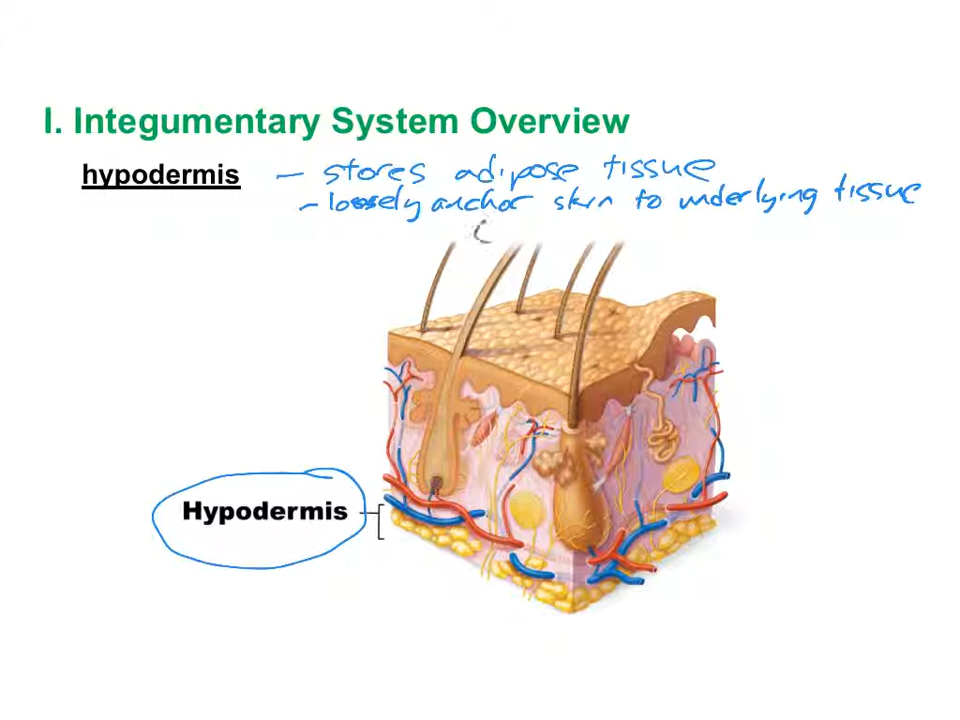 I. Integumentary System Overview
hypodermis - stores adipose tissue
- loosely anchor skin to underlying tissue
Hypodermis